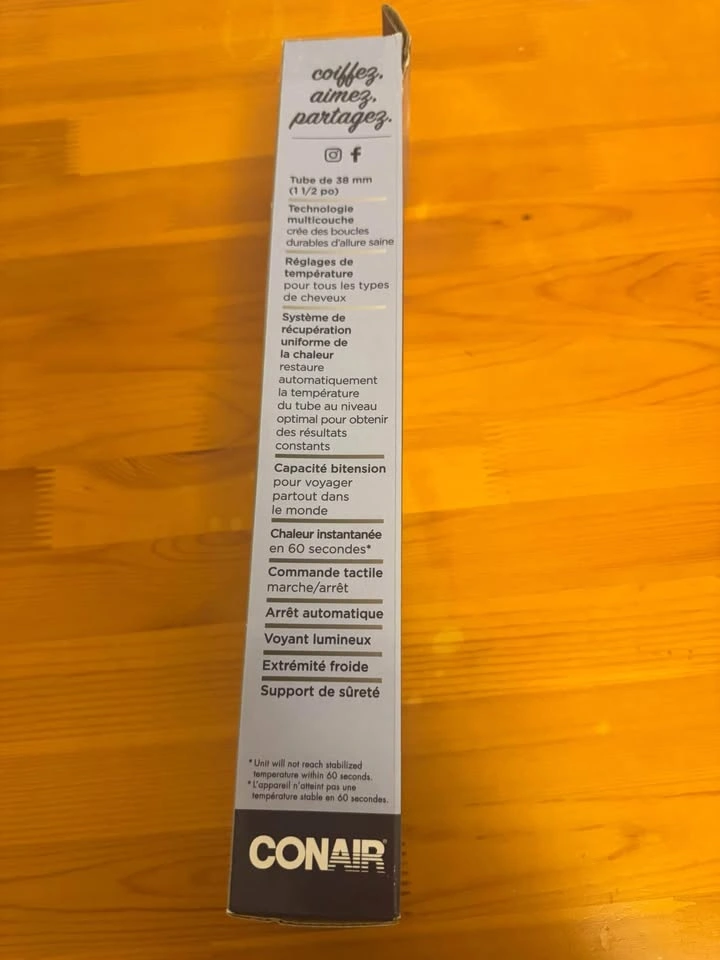 coiffez.
aimez.
partagez.
Tube de 38 mm
(1 1/2 po)
Technologie
multicouche
crée des boucles
durables d'allure saine
Réglages de
température
pour tous les types
de cheveux
Système de
récupération
uniforme de
la chaleur
restaure
automatiquement
la température
du tube au niveau
optimal pour obtenir
des résultats
constants
Capacité bitension
pour voyager
partout dans
le monde
Chaleur instantanée
en 60 secondes*
Commande tactile
marche/arrêt
Arrêt automatique
Voyant lumineux
Extrémité froide
Support de sûreté
* Unit will not reach stabilized
temperature within 60 seconds.
* L'appareil n'atteint pas une
température stable en 60 secondes.
CONAIR®